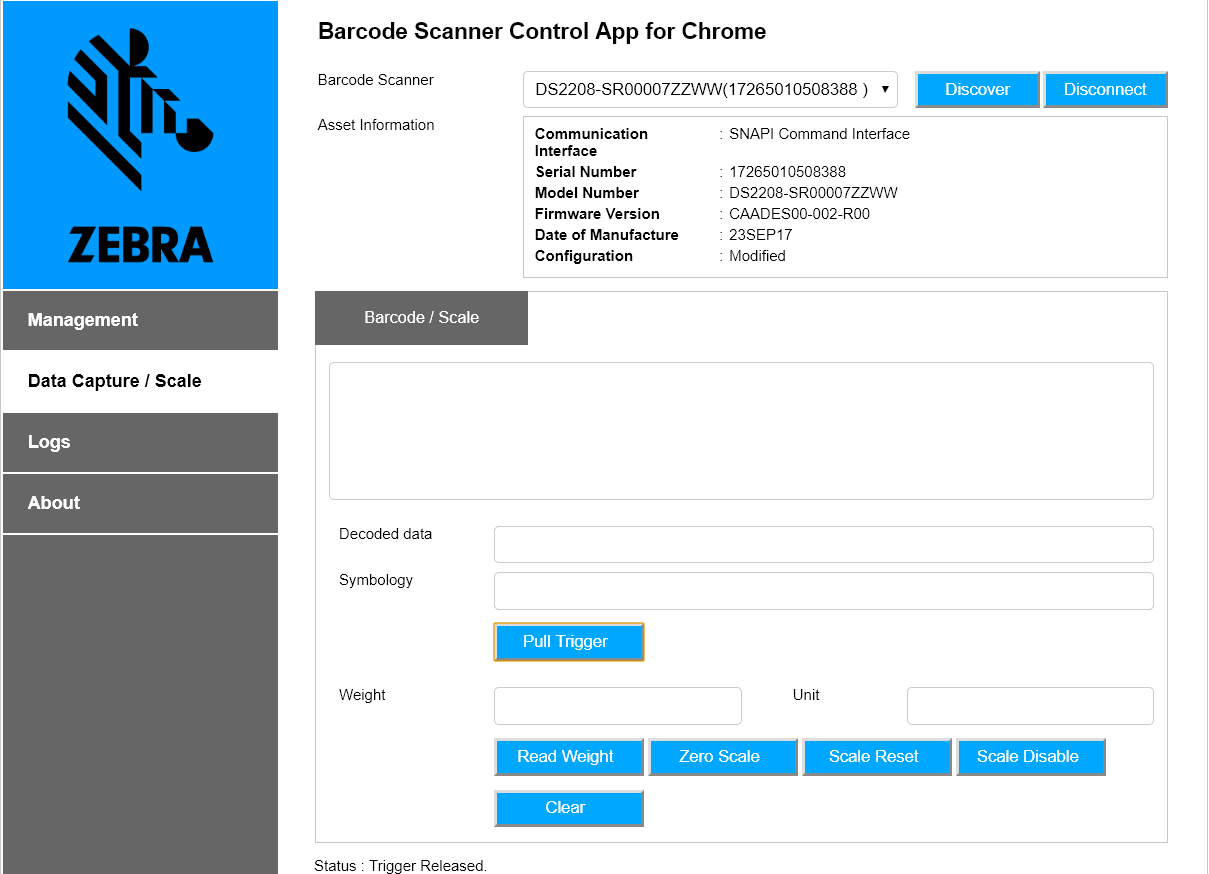 ZEBRA
Management
Data Capture / Scale
Logs
About
Barcode Scanner Control App for Chrome
Barcode Scanner
DS2208-SR00007ZZWW(17265010508388 )
Discover
Disconnect
Asset Information
Communication Interface : SNAPI Command Interface
Serial Number : 17265010508388
Model Number : DS2208-SR00007ZZWW
Firmware Version : CAADES00-002-R00
Date of Manufacture : 23SEP17
Configuration : Modified
Barcode / Scale
Decoded data
Symbology
Pull Trigger
Weight
Unit
Read Weight
Zero Scale
Scale Reset
Scale Disable
Clear
Status : Trigger Released.